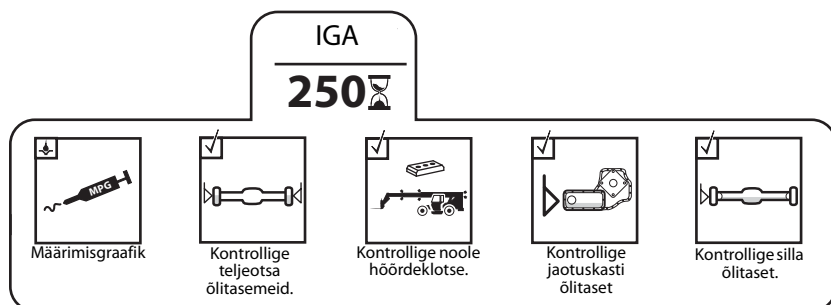 IGA
250
MPG
Määrimisgraafik
Kontrollige
teljeotsa
õlitasemeid.
Kontrollige noole
hõõrdeklotse.
Kontrollige
jaotuskasti
õlitaset
Kontrollige silla
õlitaset.